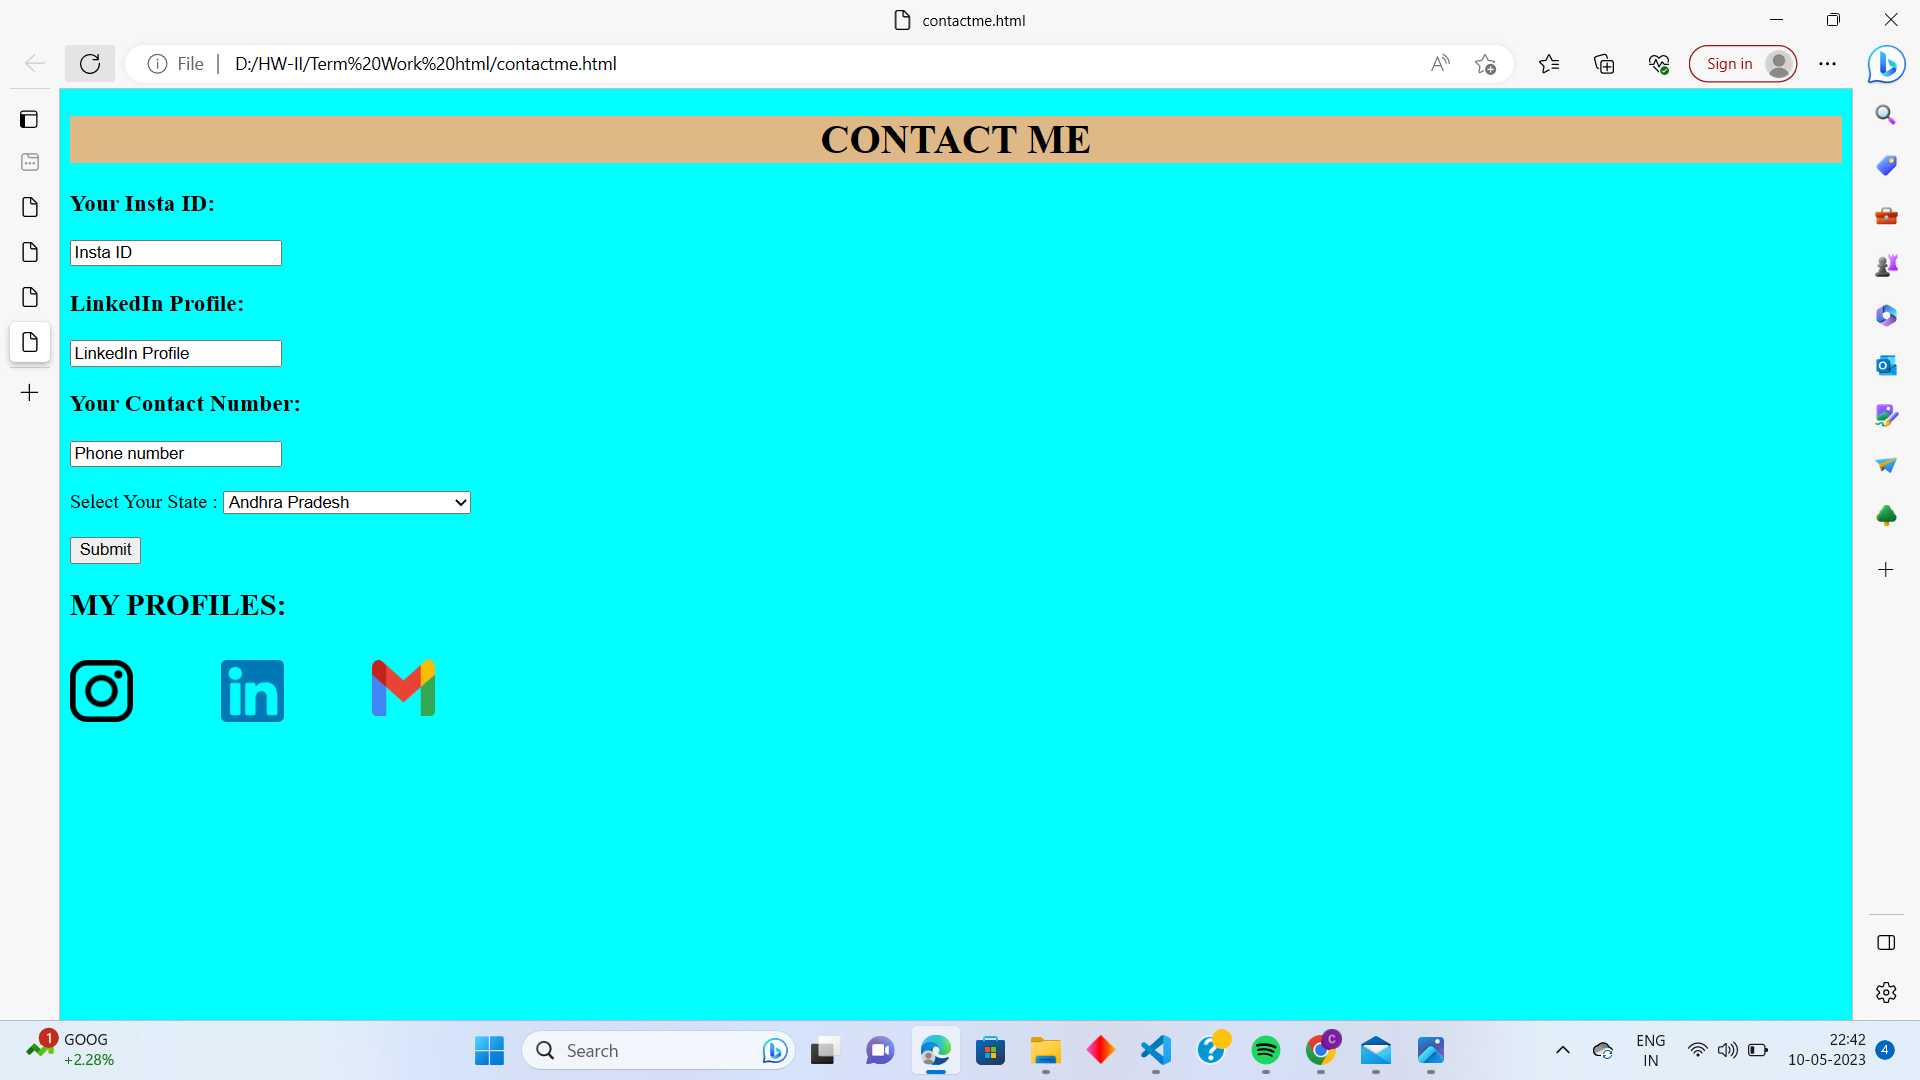 contactme.html
File
D:/HW-II/Term%20Work%20html/contactme.html
Sign in
CONTACT ME
Your Insta ID:
Insta ID
LinkedIn Profile:
LinkedIn Profile
Your Contact Number:
Phone number
Select Your State : Andhra Pradesh
Submit
MY PROFILES:
in
1
GOOG
+2.28%
Search
C
ENG
IN
22:42
10-05-2023
4